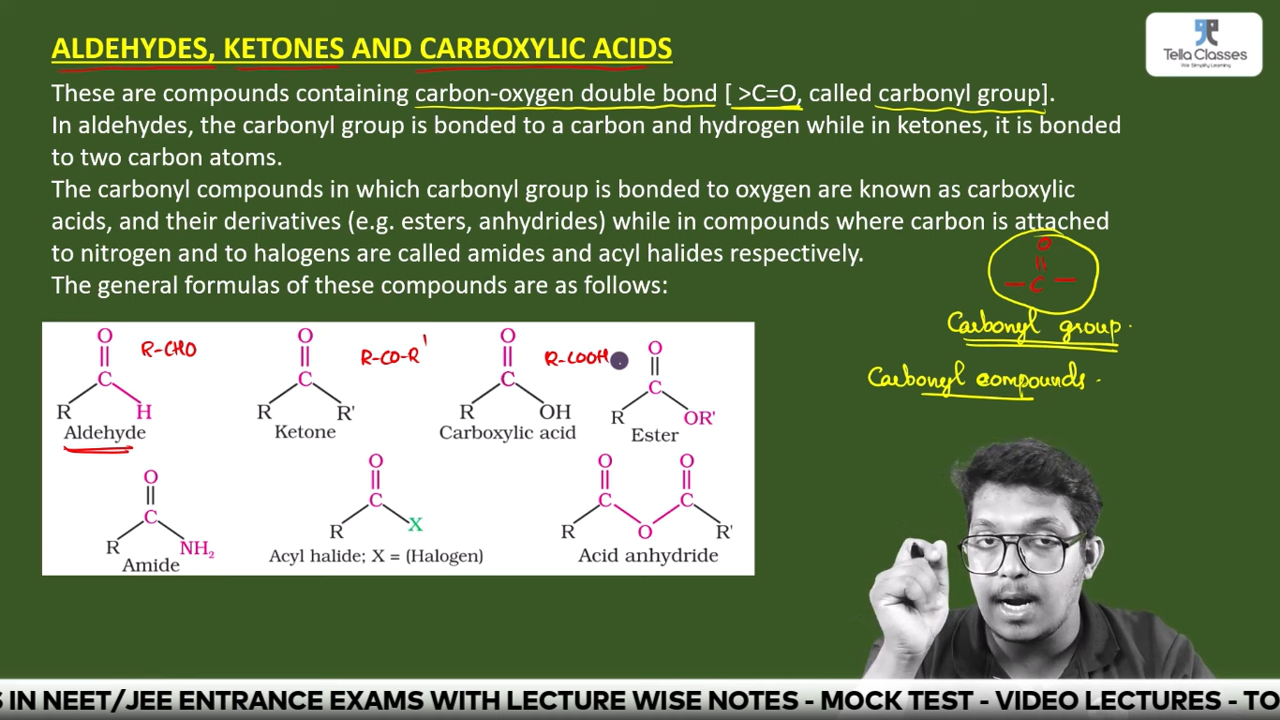 ALDEHYDES, KETONES AND CARBOXYLIC ACIDS
Tella Classes
These are compounds containing carbon-oxygen double bond [ >C=O, called carbonyl group].
In aldehydes, the carbonyl group is bonded to a carbon and hydrogen while in ketones, it is bonded
to two carbon atoms.
The carbonyl compounds in which carbonyl group is bonded to oxygen are known as carboxylic
acids, and their derivatives (e.g. esters, anhydrides) while in compounds where carbon is attached
to nitrogen and to halogens are called amides and acyl halides respectively.
The general formulas of these compounds are as follows:
O
C
Carbonyl group.
Carbonyl compounds.
O R-CHO O R-CO-R' O R-COOH O
C C C C
R H R R' R OH R OR'
Aldehyde Ketone Carboxylic acid Ester
O O O O
C C C C
R NH₂ R X R O R'
Amide Acyl halide; X = (Halogen) Acid anhydride
S IN NEET/JEE ENTRANCE EXAMS WITH LECTURE WISE NOTES - MOCK TEST - VIDEO LECTURES - TO